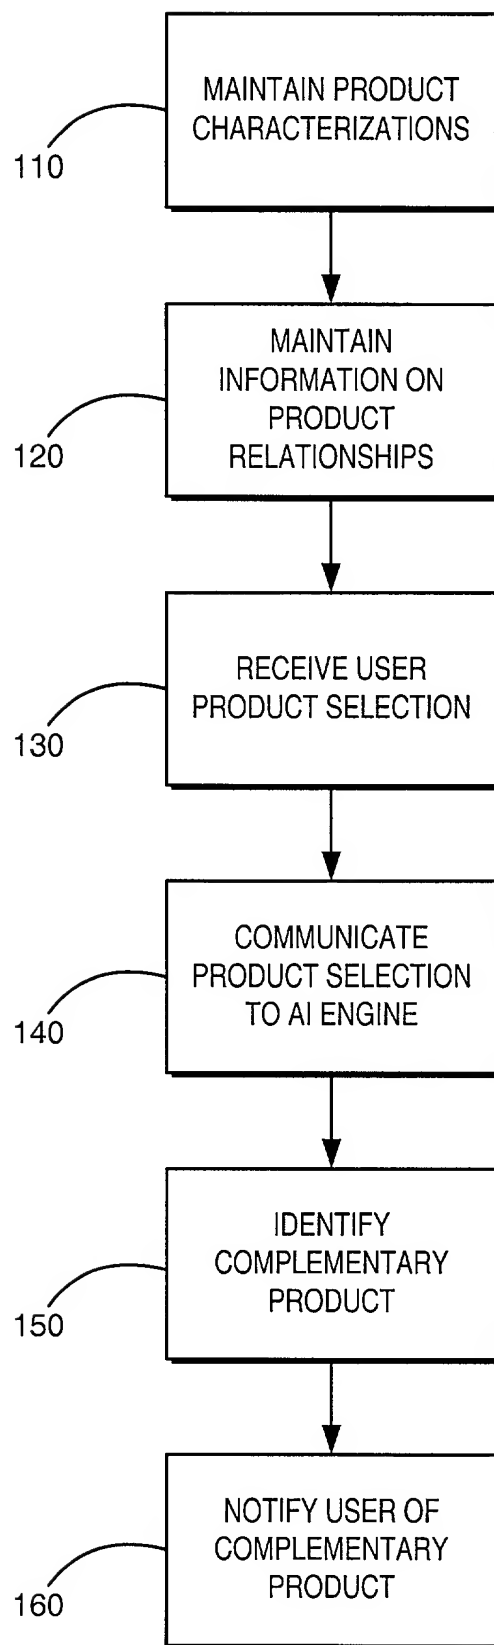 MAINTAIN PRODUCT
CHARACTERIZATIONS
110
MAINTAIN
INFORMATION ON
PRODUCT
RELATIONSHIPS
120
RECEIVE USER
PRODUCT SELECTION
130
COMMUNICATE
PRODUCT SELECTION
TO AI ENGINE
140
IDENTIFY
COMPLEMENTARY
PRODUCT
150
NOTIFY USER OF
COMPLEMENTARY
PRODUCT
160